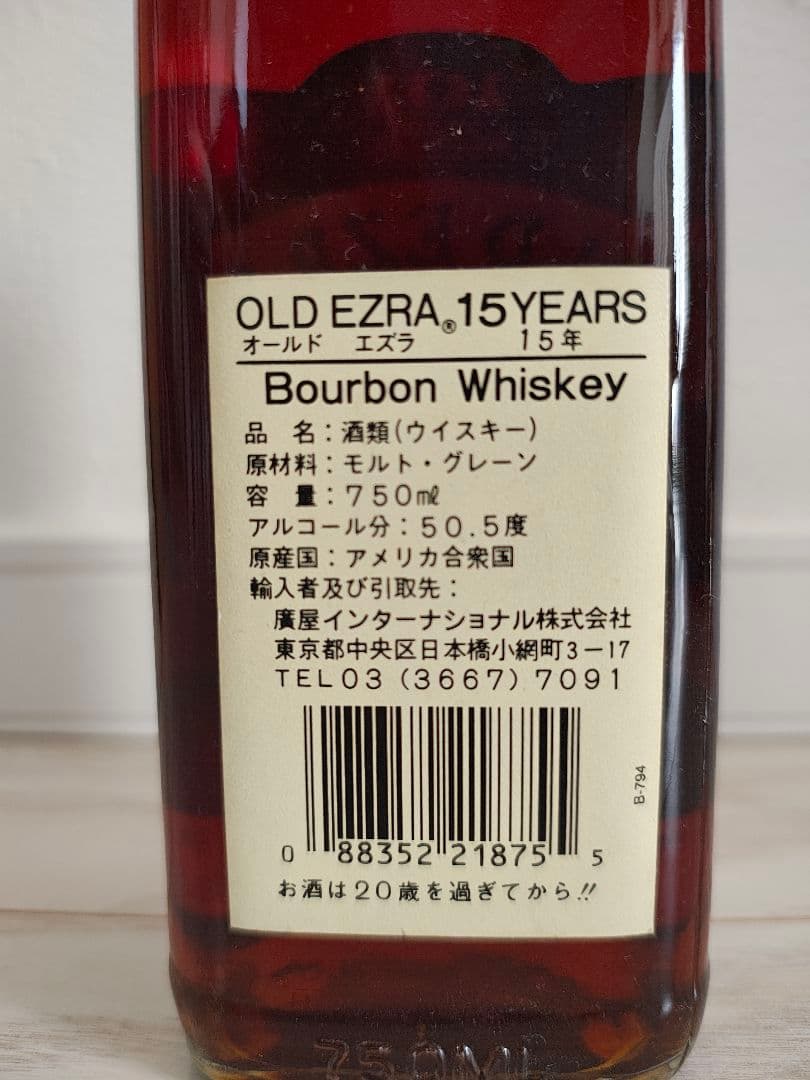 OLD EZRA® 15 YEARS
オールド エズラ 15年
Bourbon Whiskey
品 名：酒類(ウイスキー)
原材料：モルト・グレーン
容 量：750㎖
アルコール分：50.5度
原産国：アメリカ合衆国
輸入者及び引取先：
廣屋インターナショナル株式会社
東京都中央区日本橋小網町3-17
TEL03(3667)7091
B-794
0 88352 21875 5
お酒は20歳を過ぎてから!!
750ML